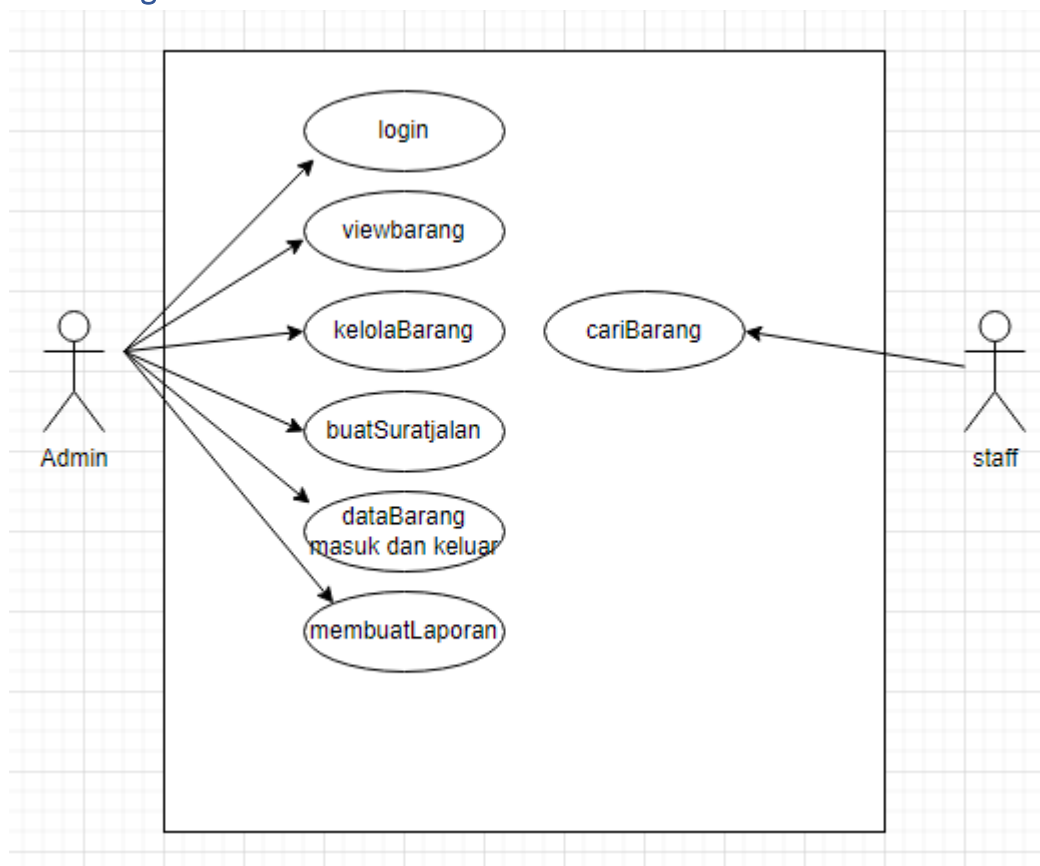 login
viewbarang
kelolaBarang
cariBarang
buatSuratjalan
Admin
staff
dataBarang
masuk dan keluar
membuatLaporan